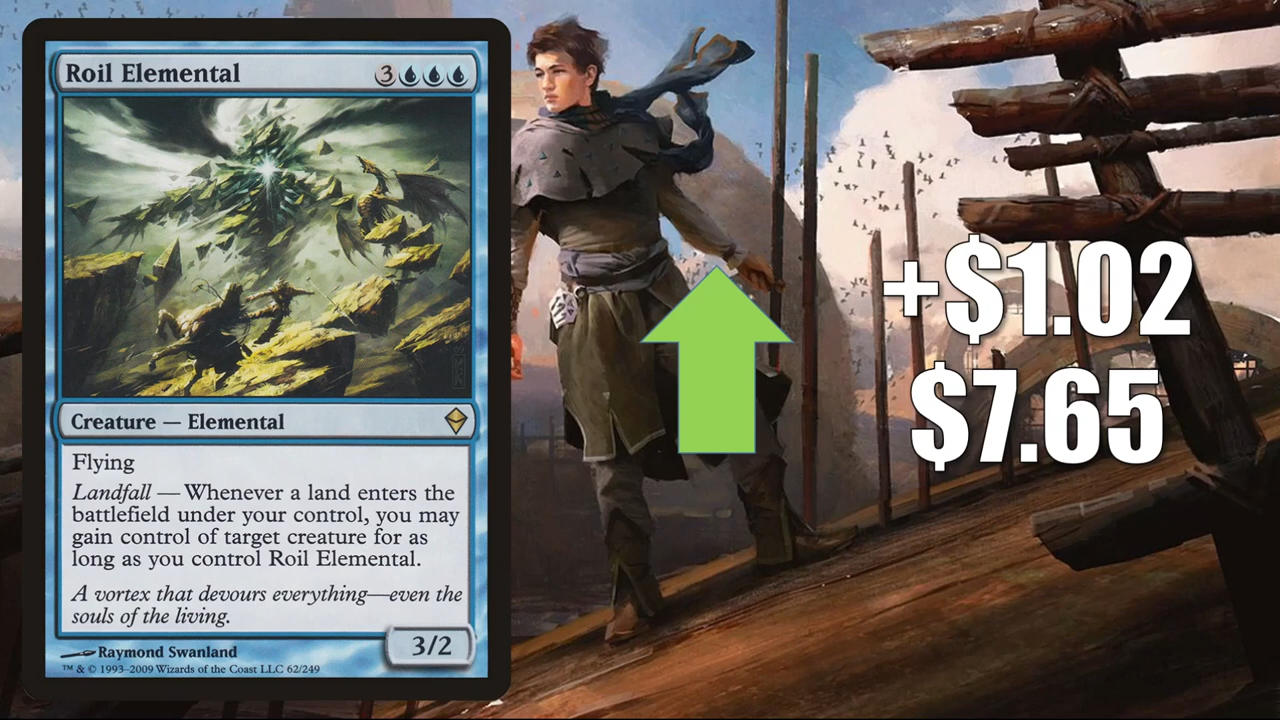 Roil Elemental 3
Creature — Elemental
Flying
Landfall — Whenever a land enters the
battlefield under your control, you may
gain control of target creature for as
long as you control Roil Elemental.
A vortex that devours everything—even the
souls of the living.
3/2
Raymond Swanland
™ & © 1993–2009 Wizards of the Coast LLC 62/249
+$1.02
$7.65